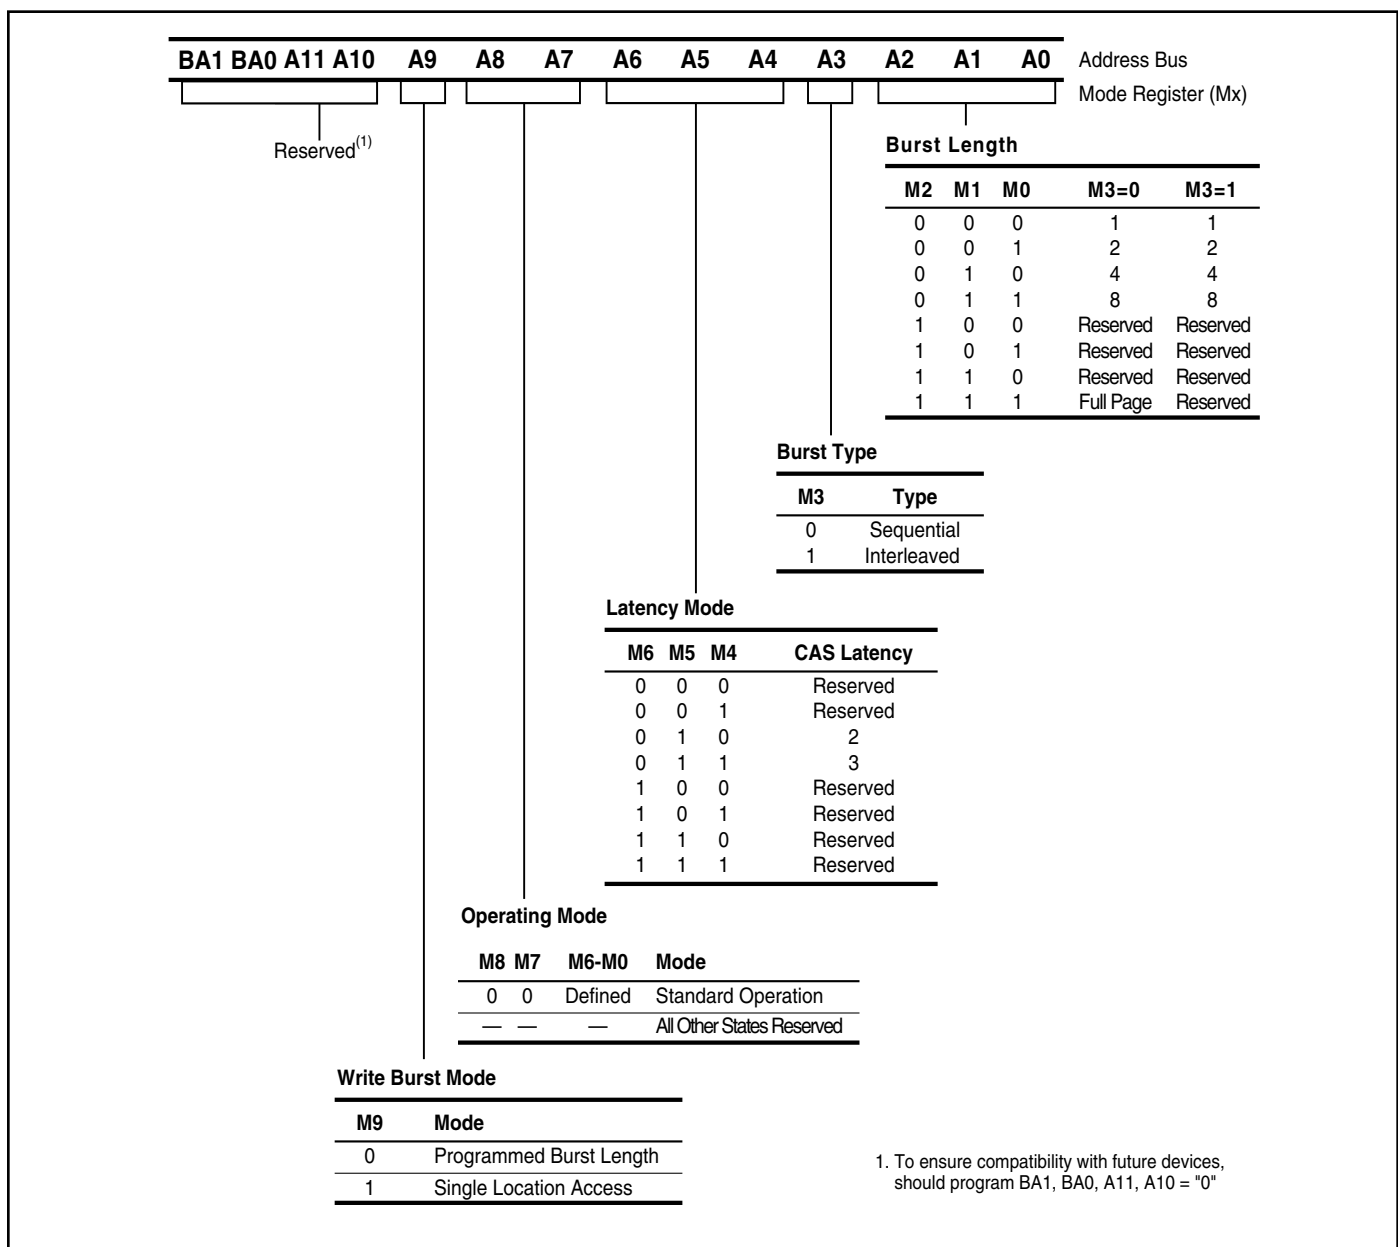 BA1 BA0 A11 A10 A9 A8 A7 A6 A5 A4 A3 A2 A1 A0 Address Bus
Mode Register (Mx)
Reserved(1)
Burst Length
M2 M1 M0 M3=0 M3=1
0 0 0 1 1
0 0 1 2 2
0 1 0 4 4
0 1 1 8 8
1 0 0 Reserved Reserved
1 0 1 Reserved Reserved
1 1 0 Reserved Reserved
1 1 1 Full Page Reserved
Burst Type
M3 Type
0 Sequential
1 Interleaved
Latency Mode
M6 M5 M4 CAS Latency
0 0 0 Reserved
0 0 1 Reserved
0 1 0 2
0 1 1 3
1 0 0 Reserved
1 0 1 Reserved
1 1 0 Reserved
1 1 1 Reserved
Operating Mode
M8 M7 M6-M0 Mode
0 0 Defined Standard Operation
— — — All Other States Reserved
Write Burst Mode
M9 Mode
0 Programmed Burst Length
1 Single Location Access
1. To ensure compatibility with future devices,
should program BA1, BA0, A11, A10 = "0"